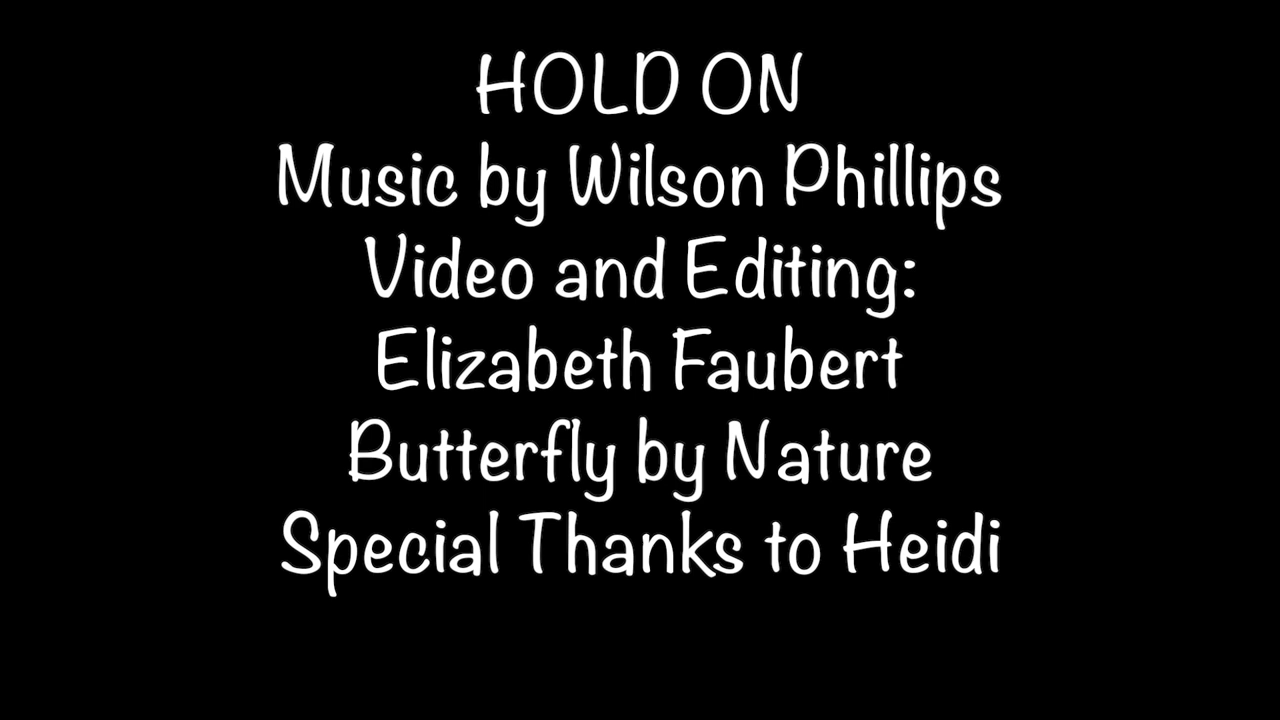 HOLD ON
Music by Wilson Phillips
Video and Editing:
Elizabeth Faubert
Butterfly by Nature
Special Thanks to Heidi